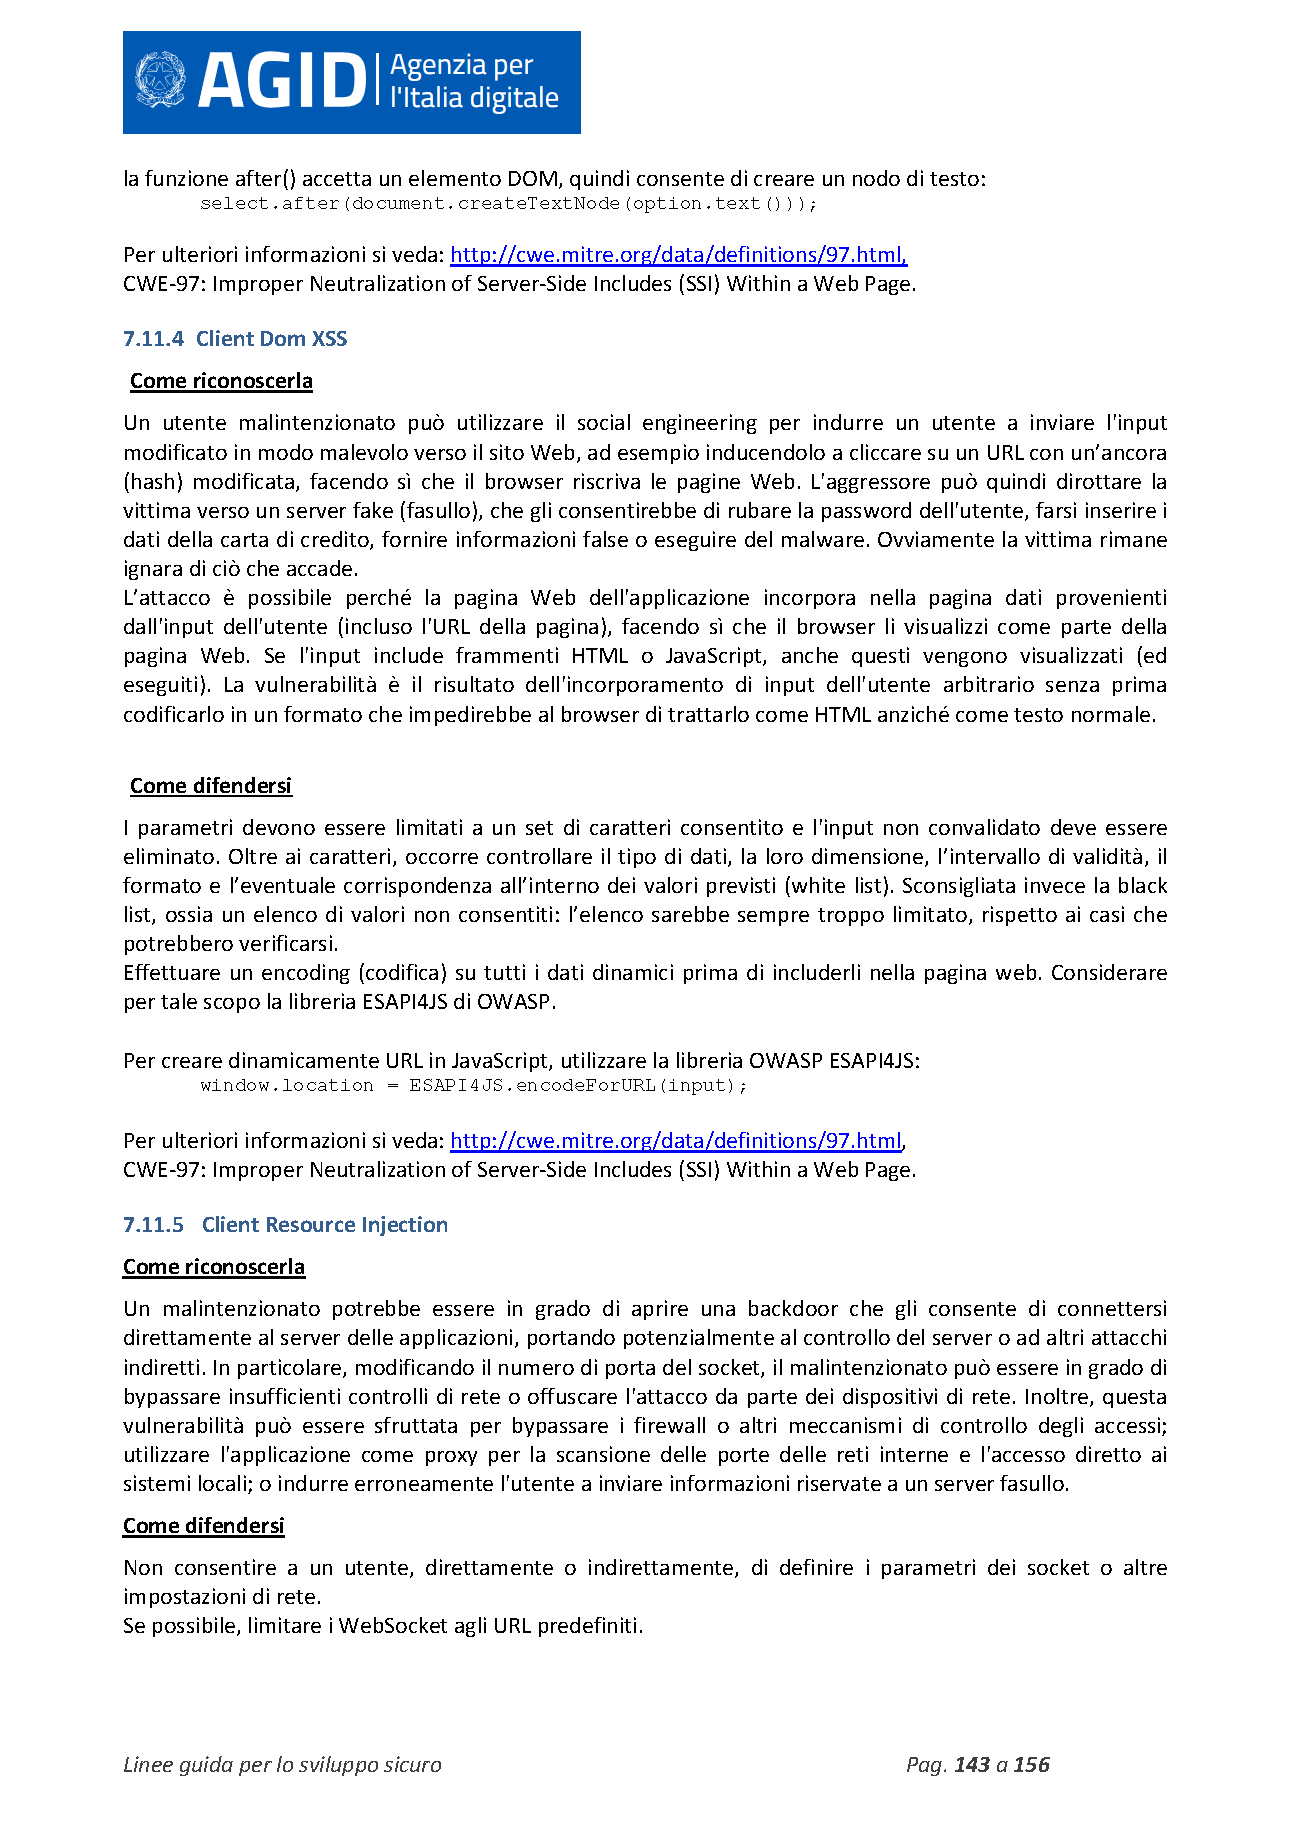 AGID Agenzia per
l'Italia digitale
la funzione after() accetta un elemento DOM, quindi consente di creare un nodo di testo:
select.after(document.createTextNode(option.text()));
Per ulteriori informazioni si veda: http://cwe.mitre.org/data/definitions/97.html,
CWE-97: Improper Neutralization of Server-Side Includes (SSI) Within a Web Page.
7.11.4 Client Dom XSS
Come riconoscerla
Un utente malintenzionato può utilizzare il social engineering per indurre un utente a inviare l'input
modificato in modo malevolo verso il sito Web, ad esempio inducendolo a cliccare su un URL con un’ancora
(hash) modificata, facendo sì che il browser riscriva le pagine Web. L'aggressore può quindi dirottare la
vittima verso un server fake (fasullo), che gli consentirebbe di rubare la password dell'utente, farsi inserire i
dati della carta di credito, fornire informazioni false o eseguire del malware. Ovviamente la vittima rimane
ignara di ciò che accade.
L’attacco è possibile perché la pagina Web dell'applicazione incorpora nella pagina dati provenienti
dall'input dell'utente (incluso l'URL della pagina), facendo sì che il browser li visualizzi come parte della
pagina Web. Se l'input include frammenti HTML o JavaScript, anche questi vengono visualizzati (ed
eseguiti). La vulnerabilità è il risultato dell'incorporamento di input dell'utente arbitrario senza prima
codificarlo in un formato che impedirebbe al browser di trattarlo come HTML anziché come testo normale.
Come difendersi
I parametri devono essere limitati a un set di caratteri consentito e l'input non convalidato deve essere
eliminato. Oltre ai caratteri, occorre controllare il tipo di dati, la loro dimensione, l’intervallo di validità, il
formato e l’eventuale corrispondenza all’interno dei valori previsti (white list). Sconsigliata invece la black
list, ossia un elenco di valori non consentiti: l’elenco sarebbe sempre troppo limitato, rispetto ai casi che
potrebbero verificarsi.
Effettuare un encoding (codifica) su tutti i dati dinamici prima di includerli nella pagina web. Considerare
per tale scopo la libreria ESAPI4JS di OWASP.
Per creare dinamicamente URL in JavaScript, utilizzare la libreria OWASP ESAPI4JS:
window.location = ESAPI4JS.encodeForURL(input);
Per ulteriori informazioni si veda: http://cwe.mitre.org/data/definitions/97.html,
CWE-97: Improper Neutralization of Server-Side Includes (SSI) Within a Web Page.
7.11.5 Client Resource Injection
Come riconoscerla
Un malintenzionato potrebbe essere in grado di aprire una backdoor che gli consente di connettersi
direttamente al server delle applicazioni, portando potenzialmente al controllo del server o ad altri attacchi
indiretti. In particolare, modificando il numero di porta del socket, il malintenzionato può essere in grado di
bypassare insufficienti controlli di rete o offuscare l'attacco da parte dei dispositivi di rete. Inoltre, questa
vulnerabilità può essere sfruttata per bypassare i firewall o altri meccanismi di controllo degli accessi;
utilizzare l'applicazione come proxy per la scansione delle porte delle reti interne e l'accesso diretto ai
sistemi locali; o indurre erroneamente l'utente a inviare informazioni riservate a un server fasullo.
Come difendersi
Non consentire a un utente, direttamente o indirettamente, di definire i parametri dei socket o altre
impostazioni di rete.
Se possibile, limitare i WebSocket agli URL predefiniti.
Linee guida per lo sviluppo sicuro Pag. 143 a 156